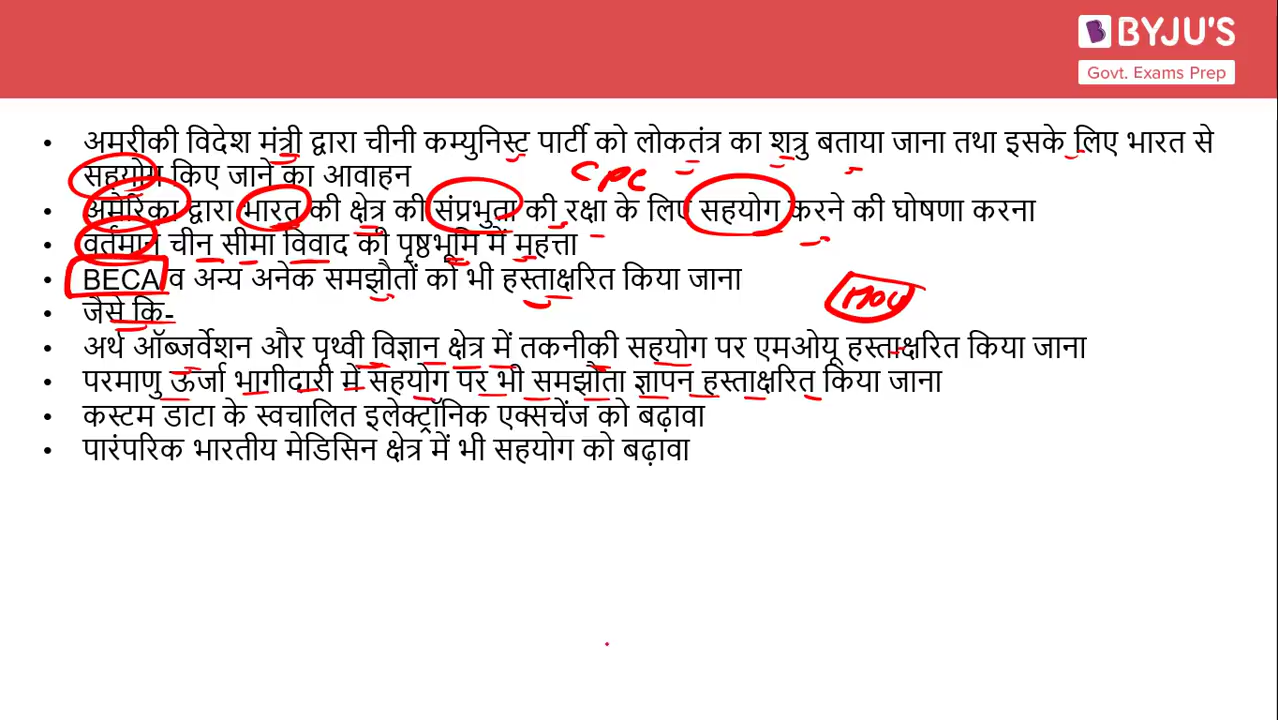 BYJU'S
Govt. Exams Prep
• अमरीकी विदेश मंत्री द्वारा चीनी कम्युनिस्ट पार्टी को लोकतंत्र का शत्रु बताया जाना तथा इसके लिए भारत से
सहयोग किए जाने का आवाहन
CPC
• अमेरिका द्वारा भारत की क्षेत्र की संप्रभुता की रक्षा के लिए सहयोग करने की घोषणा करना
• वर्तमान चीन सीमा विवाद की पृष्ठभूमि में महत्ता
• BECA व अन्य अनेक समझौतों को भी हस्ताक्षरित किया जाना
MOU
• जैसे कि-
• अर्थ ऑब्जर्वेशन और पृथ्वी विज्ञान क्षेत्र में तकनीकी सहयोग पर एमओयू हस्ताक्षरित किया जाना
• परमाणु ऊर्जा भागीदारी में सहयोग पर भी समझौता ज्ञापन हस्ताक्षरित किया जाना
• कस्टम डाटा के स्वचालित इलेक्ट्रॉनिक एक्सचेंज को बढ़ावा
• पारंपरिक भारतीय मेडिसिन क्षेत्र में भी सहयोग को बढ़ावा